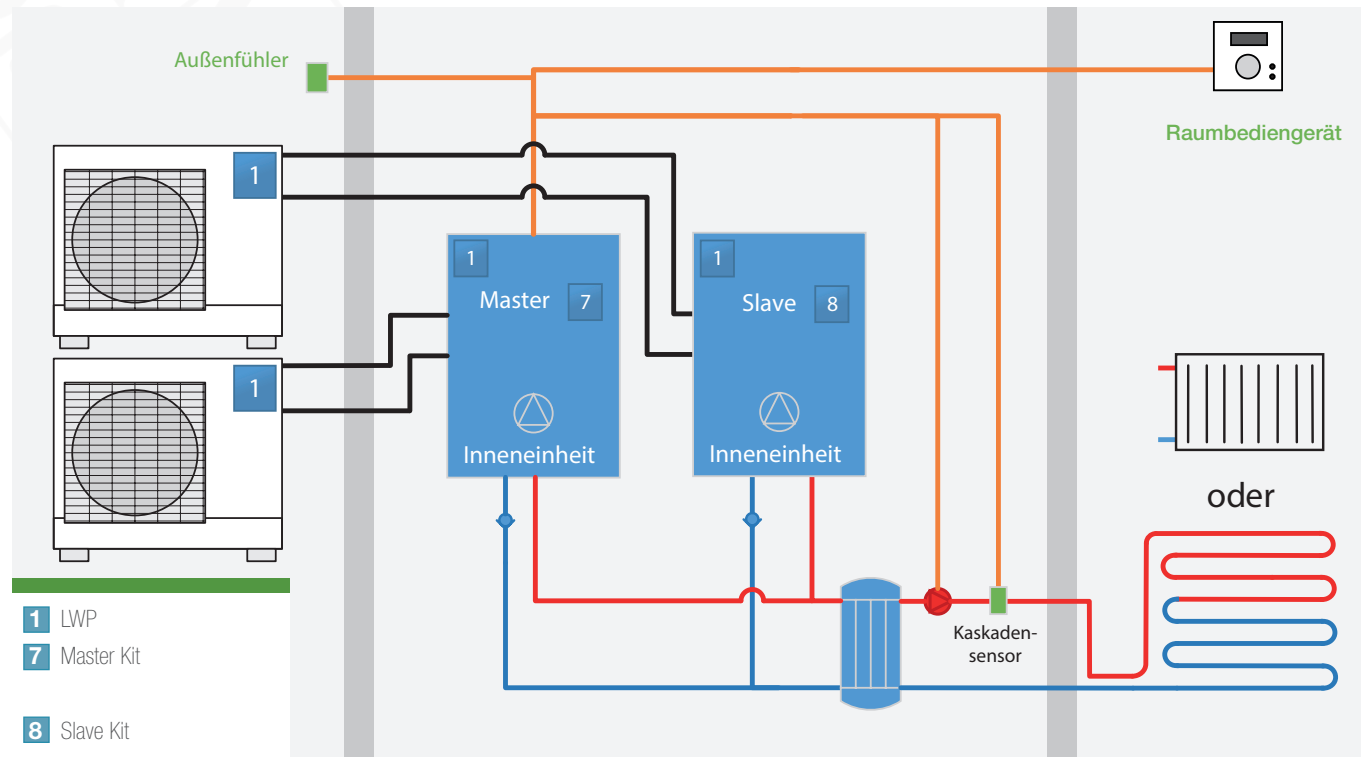 Außenfühler
Raumbediengerät
1
1
1
Master
7
Inneneinheit
1
Slave
8
Inneneinheit
oder
Kaskaden-
sensor
1 LWP
7 Master Kit
8 Slave Kit